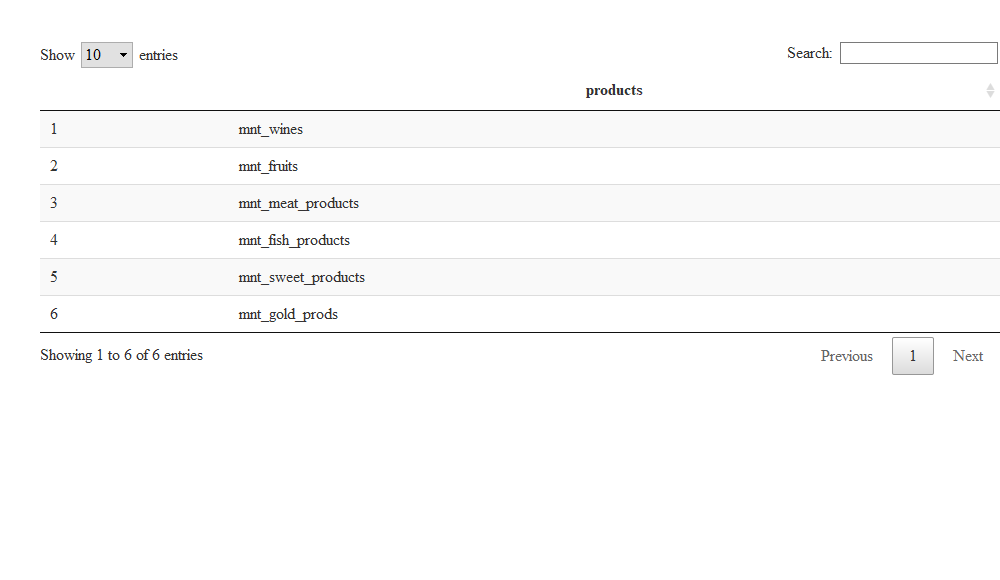 Show 10 entries Search:
products
1 mnt_wines
2 mnt_fruits
3 mnt_meat_products
4 mnt_fish_products
5 mnt_sweet_products
6 mnt_gold_prods
Showing 1 to 6 of 6 entries Previous 1 Next